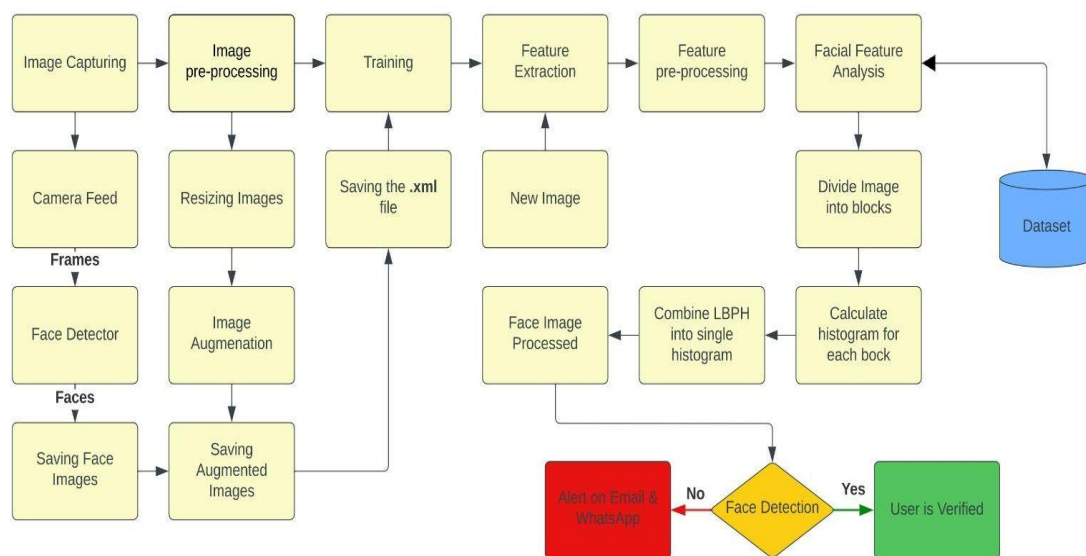 Image Capturing
Image
pre-processing
Training
Feature
Extraction
Feature
pre-processing
Facial Feature
Analysis
Camera Feed
Resizing Images
Saving the .xml
file
New Image
Divide Image
into blocks
Dataset
Frames
Face Detector
Image
Augmenation
Face Image
Processed
Combine LBPH
into single
histogram
Calculate
histogram for
each bock
Faces
Saving Face
Images
Saving
Augmented
Images
Alert on Email &
WhatsApp
No
Face Detection
Yes
User is Verified